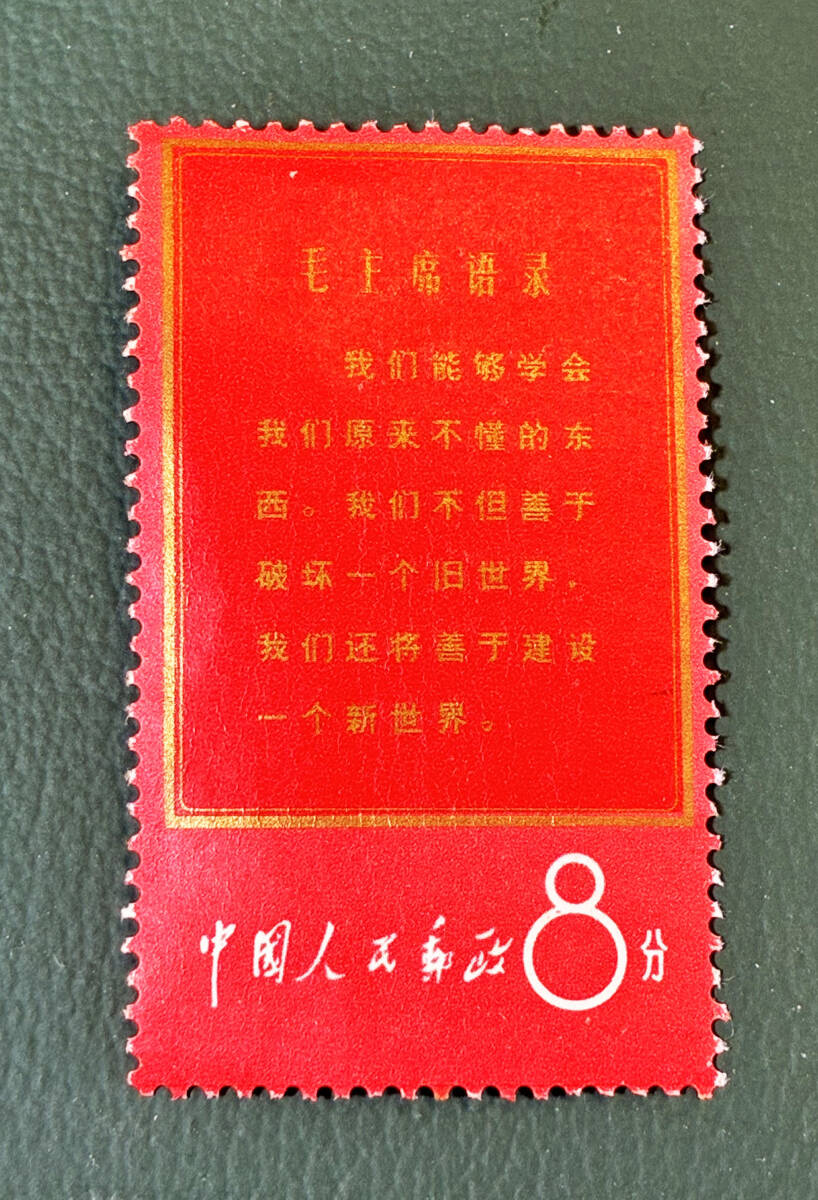 毛主席语录
我们能够学会
我们原来不懂的东
西。我们不但善于
破坏一个旧世界，
我们还将善于建设
一个新世界。
中國人民郵政8分